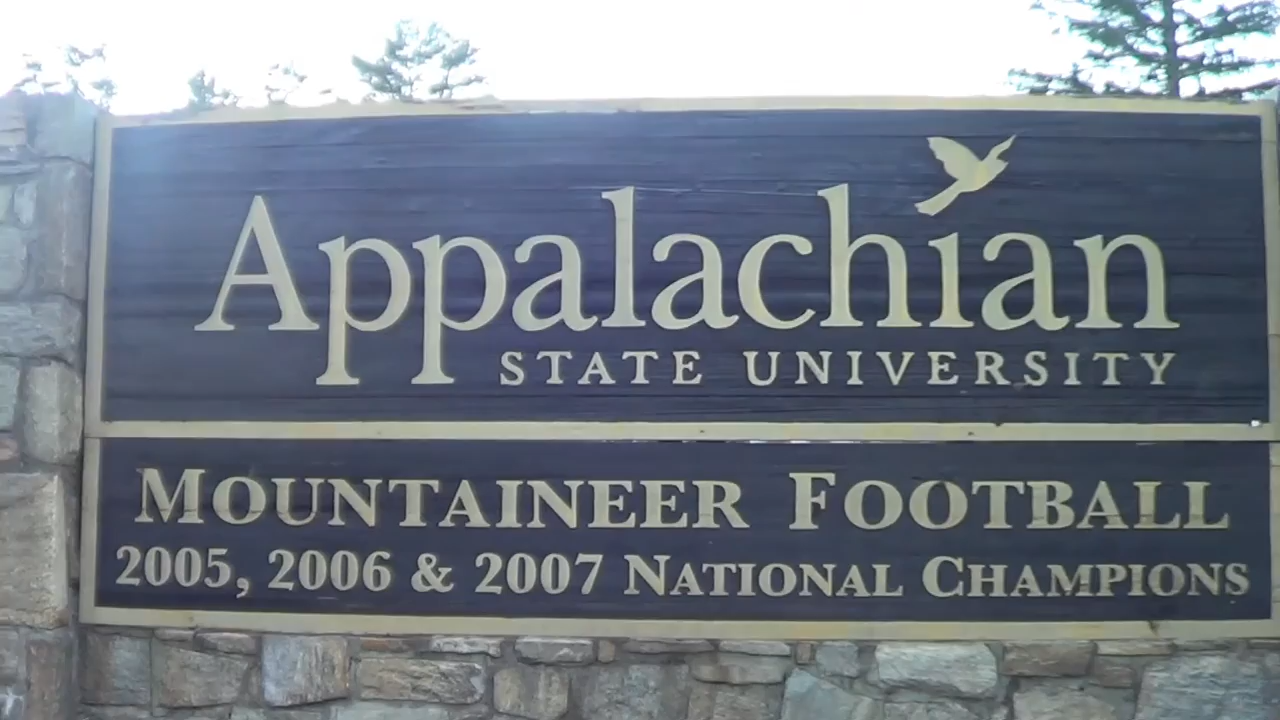 Appalachian
STATE UNIVERSITY
MOUNTAINEER FOOTBALL
2005, 2006 & 2007 NATIONAL CHAMPIONS